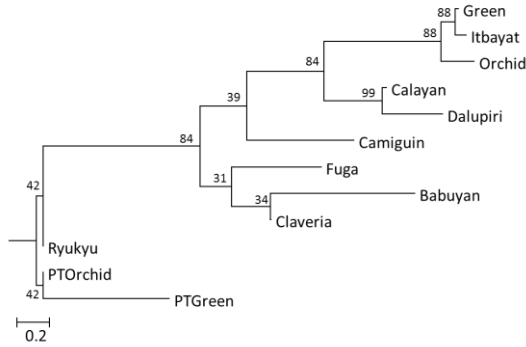 88 Green
Itbayat
88
Orchid
84
99 Calayan
Dalupiri
39
Camiguin
84
Fuga
31
Babuyan
34
Claveria
42
Ryukyu
PTOrchid
42
PTGreen
0.2